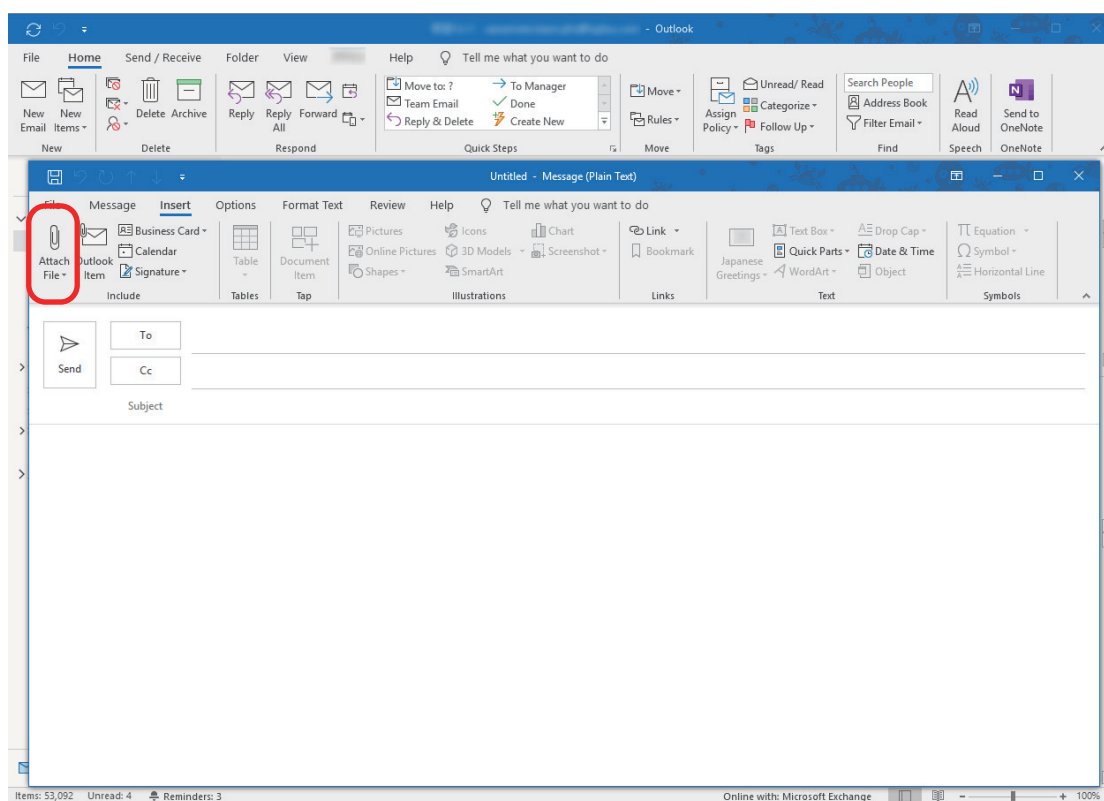 - Outlook
File Home Send / Receive Folder View Help Tell me what you want to do
New Email
New Items
Delete
Archive
Reply
Reply All
Forward
Move to: ?
Team Email
Reply & Delete
To Manager
Done
Create New
Move
Rules
Assign Policy
Unread/ Read
Categorize
Follow Up
Search People
Address Book
Filter Email
Read Aloud
Send to OneNote
New Delete Respond Quick Steps Move Tags Find Speech OneNote
Untitled - Message (Plain Text)
File Message Insert Options Format Text Review Help Tell me what you want to do
Attach File
Outlook Item
Business Card
Calendar
Signature
Table
Document Item
Pictures
Online Pictures
Shapes
Icons
3D Models
SmartArt
Chart
Screenshot
Link
Bookmark
Japanese Greetings
Text Box
Quick Parts
WordArt
Drop Cap
Date & Time
Object
Equation
Symbol
Horizontal Line
Include Tables Tap Illustrations Links Text Symbols
Send
To
Cc
Subject
Items: 53,092 Unread: 4 Reminders: 3 Online with: Microsoft Exchange 100%